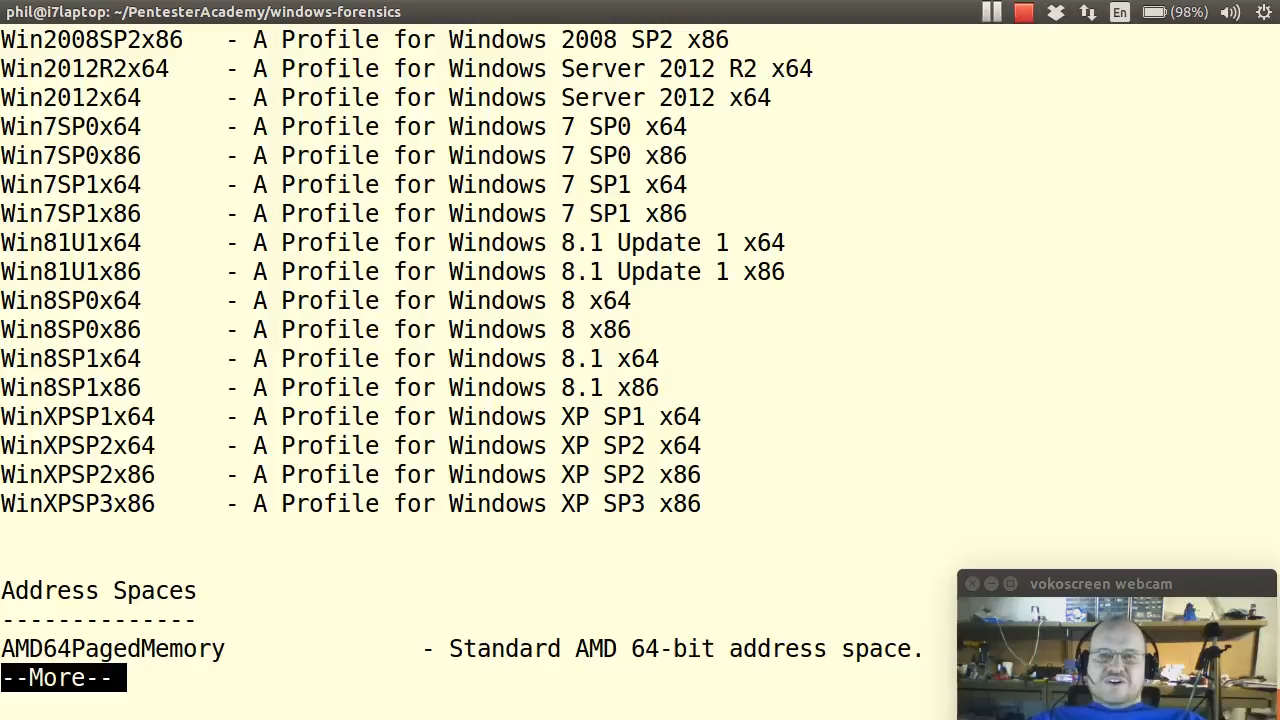 phil@i7laptop: ~/PentesterAcademy/windows-forensics
En
(98%)
Win2008SP2x86 - A Profile for Windows 2008 SP2 x86
Win2012R2x64 - A Profile for Windows Server 2012 R2 x64
Win2012x64 - A Profile for Windows Server 2012 x64
Win7SP0x64 - A Profile for Windows 7 SP0 x64
Win7SP0x86 - A Profile for Windows 7 SP0 x86
Win7SP1x64 - A Profile for Windows 7 SP1 x64
Win7SP1x86 - A Profile for Windows 7 SP1 x86
Win81U1x64 - A Profile for Windows 8.1 Update 1 x64
Win81U1x86 - A Profile for Windows 8.1 Update 1 x86
Win8SP0x64 - A Profile for Windows 8 x64
Win8SP0x86 - A Profile for Windows 8 x86
Win8SP1x64 - A Profile for Windows 8.1 x64
Win8SP1x86 - A Profile for Windows 8.1 x86
WinXPSP1x64 - A Profile for Windows XP SP1 x64
WinXPSP2x64 - A Profile for Windows XP SP2 x64
WinXPSP2x86 - A Profile for Windows XP SP2 x86
WinXPSP3x86 - A Profile for Windows XP SP3 x86
Address Spaces
--------------
AMD64PagedMemory - Standard AMD 64-bit address space.
--More--
vokoscreen webcam